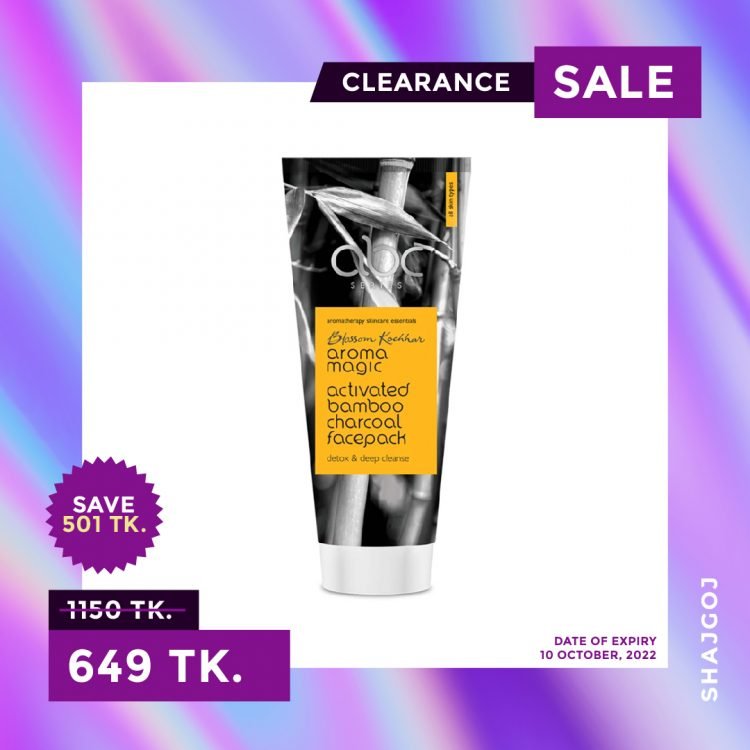 CLEARANCE
SALE
all skin types
abc
SERIES
aromatherapy skincare essentials
Blossom Kochhar
aroma
magic
activated
bamboo
charcoal
facepack
detox & deep cleanse
SAVE
501 TK.
1150 TK.
649 TK.
DATE OF EXPIRY
10 OCTOBER, 2022
SHAJGOJ